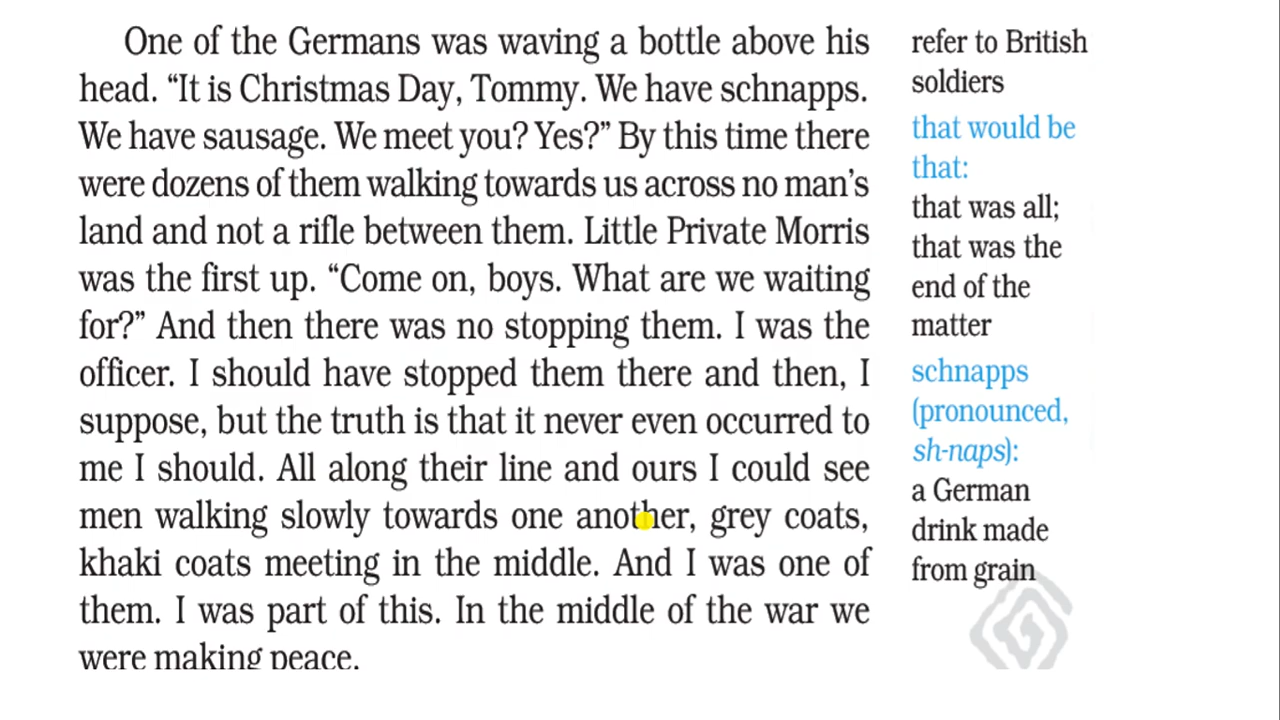 One of the Germans was waving a bottle above his
head. “It is Christmas Day, Tommy. We have schnapps.
We have sausage. We meet you? Yes?” By this time there
were dozens of them walking towards us across no man’s
land and not a rifle between them. Little Private Morris
was the first up. “Come on, boys. What are we waiting
for?” And then there was no stopping them. I was the
officer. I should have stopped them there and then, I
suppose, but the truth is that it never even occurred to
me I should. All along their line and ours I could see
men walking slowly towards one another, grey coats,
khaki coats meeting in the middle. And I was one of
them. I was part of this. In the middle of the war we
were making peace.
refer to British
soldiers
that would be
that:
that was all;
that was the
end of the
matter
schnapps
(pronounced,
sh-naps):
a German
drink made
from grain